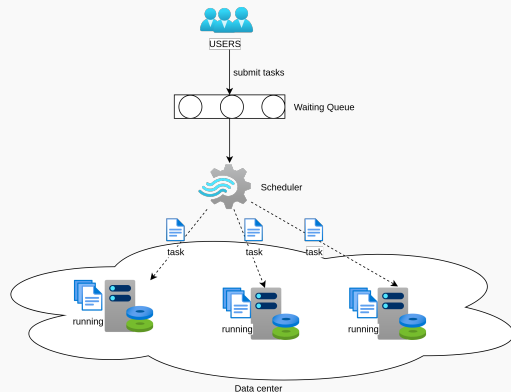 USERS
submit tasks
Waiting Queue
Scheduler
task
task
task
running
running
running
Data center